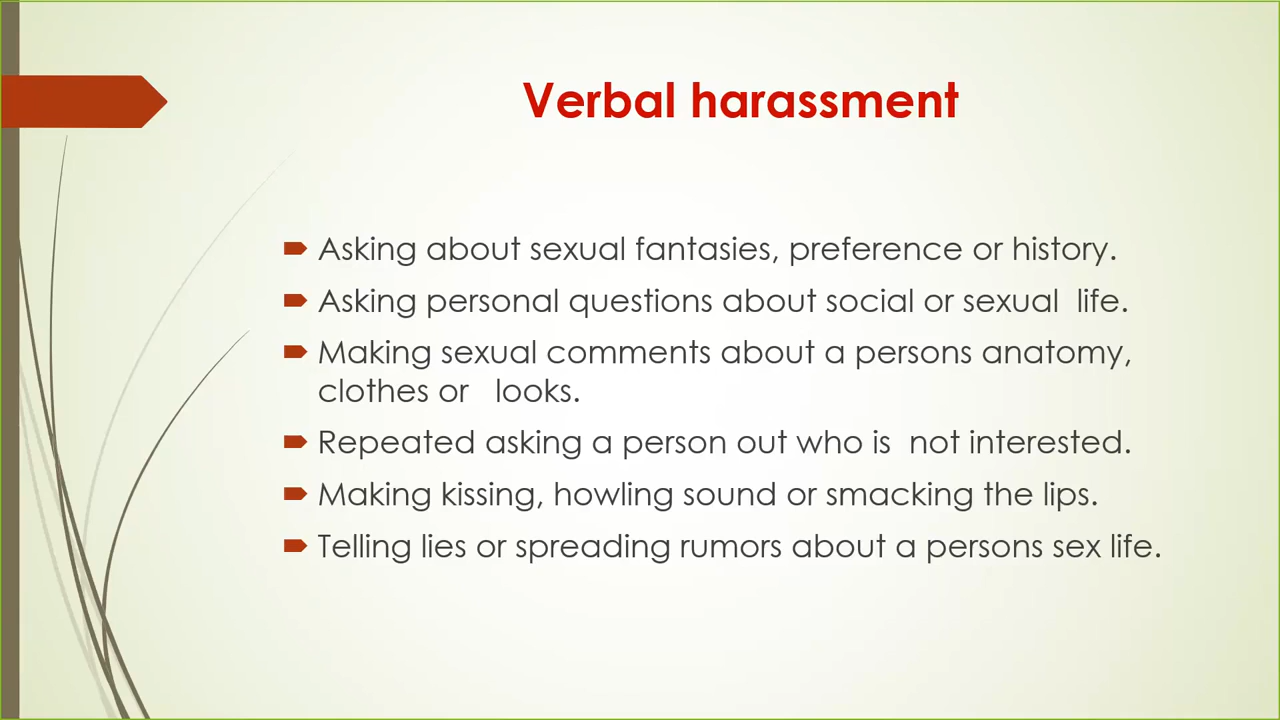 Verbal harassment
Asking about sexual fantasies, preference or history.
Asking personal questions about social or sexual  life.
Making sexual comments about a persons anatomy,
clothes or   looks.
Repeated asking a person out who is  not interested.
Making kissing, howling sound or smacking the lips.
Telling lies or spreading rumors about a persons sex life.